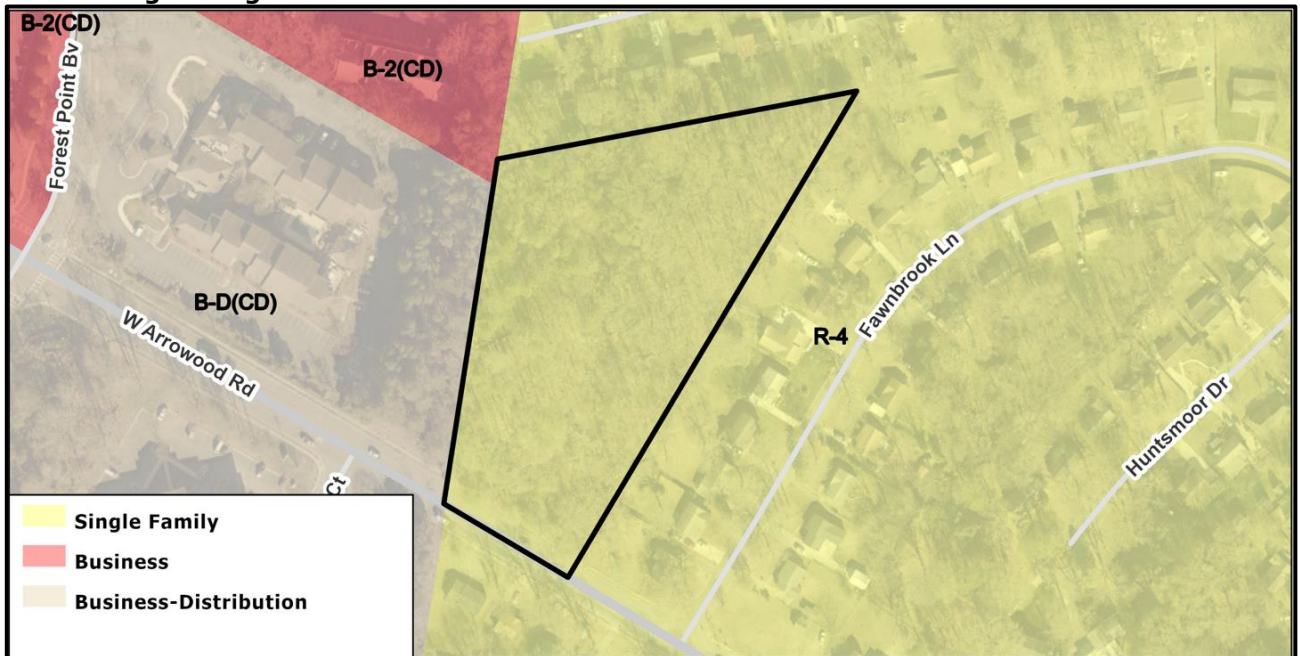 B-2(CD)
B-2(CD)
Forest Point Bv
B-D(CD)
W Arrowood Rd
R-4
Fawnbrook Ln
Huntsmoor Dr
Ct
Single Family
Business
Business-Distribution